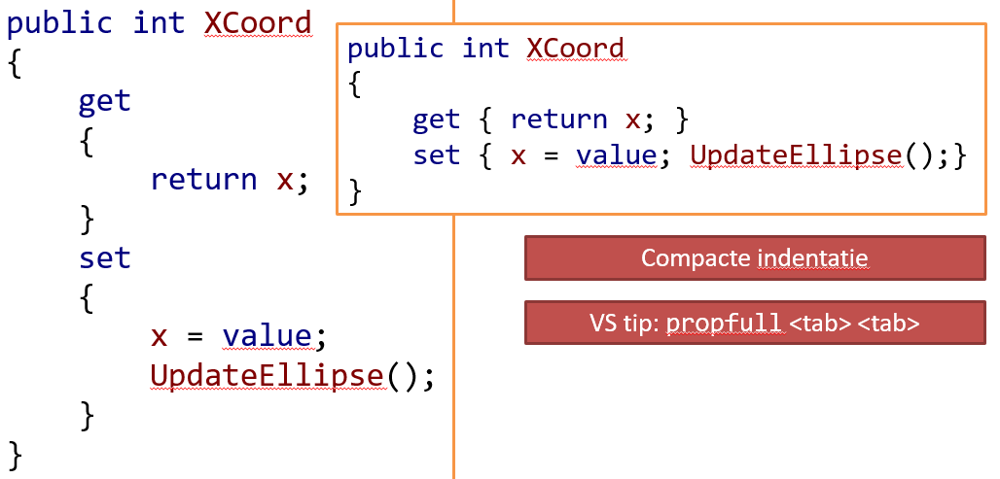 public int XCoord
{
    get
    {
        return x;
    }
    set
    {
        x = value;
        UpdateEllipse();
    }
}
public int XCoord
{
    get { return x; }
    set { x = value; UpdateEllipse();}
}
Compacte indentatie
VS tip: propfull <tab> <tab>